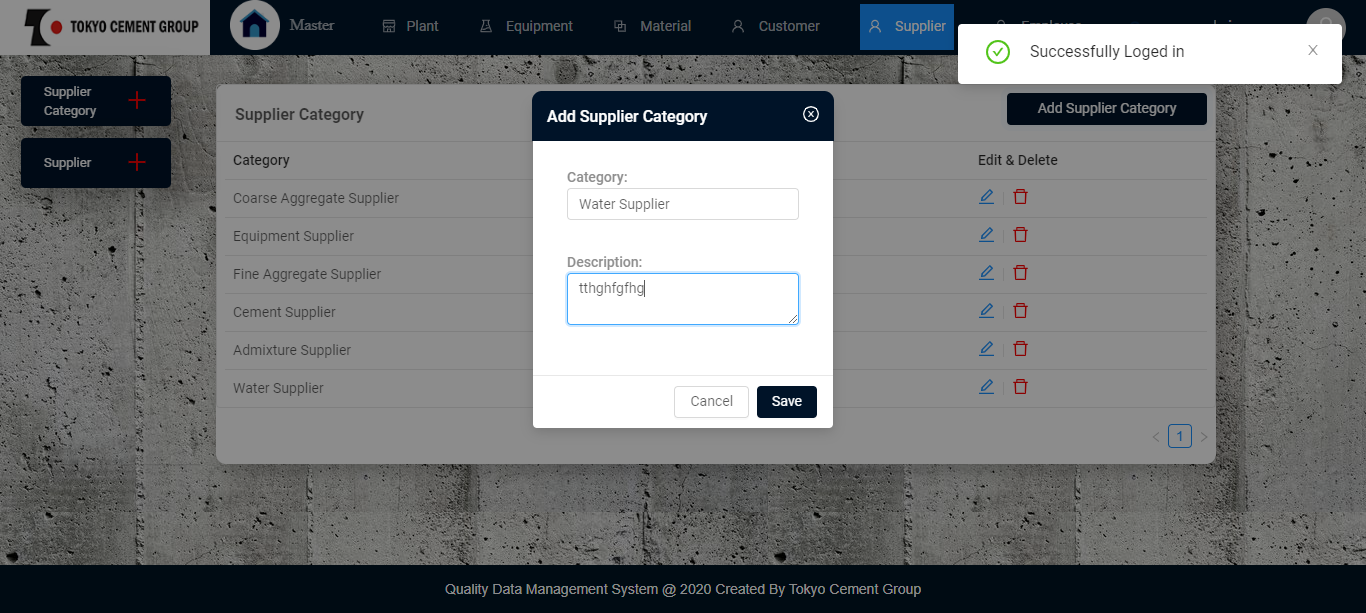 TOKYO CEMENT GROUP
Master
Plant
Equipment
Material
Customer
Supplier
Successfully Loged in
Supplier
Category
Supplier
Supplier Category
Add Supplier Category
Category
Edit & Delete
Coarse Aggregate Supplier
Equipment Supplier
Fine Aggregate Supplier
Cement Supplier
Admixture Supplier
Water Supplier
1
Add Supplier Category
Category:
Water Supplier
Description:
tthghfgfhg
Cancel
Save
Quality Data Management System @ 2020 Created By Tokyo Cement Group